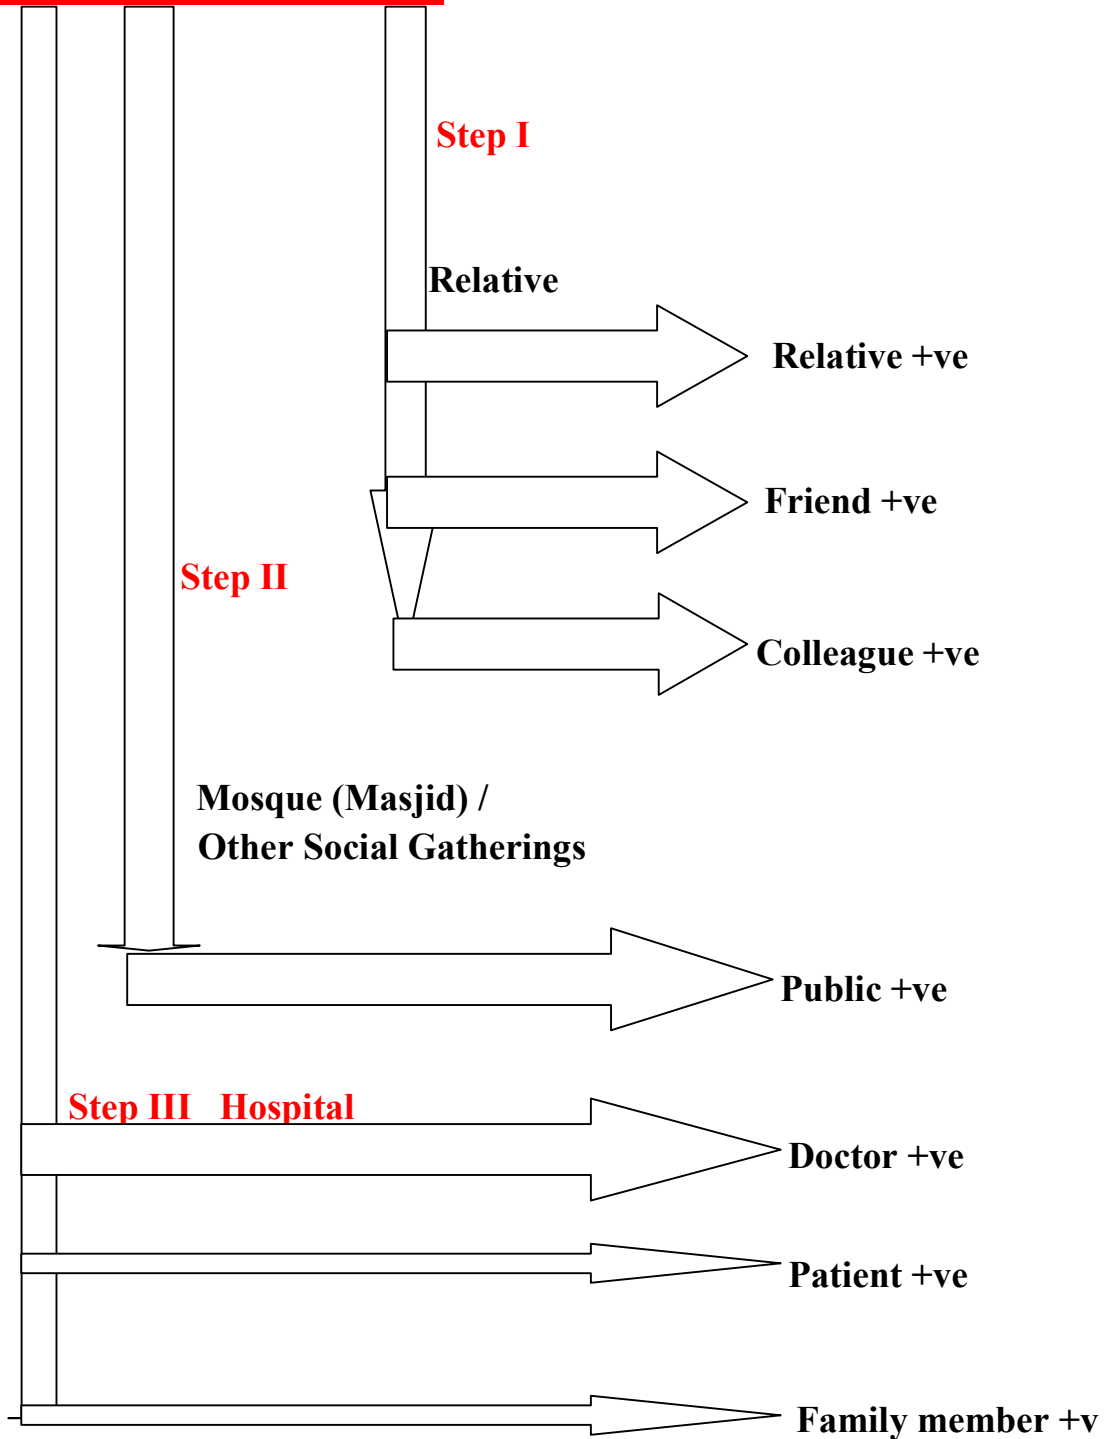 Step I
Relative
Relative +ve
Friend +ve
Step II
Colleague +ve
Mosque (Masjid) /
Other Social Gatherings
Public +ve
Step III Hospital
Doctor +ve
Patient +ve
Family member +v